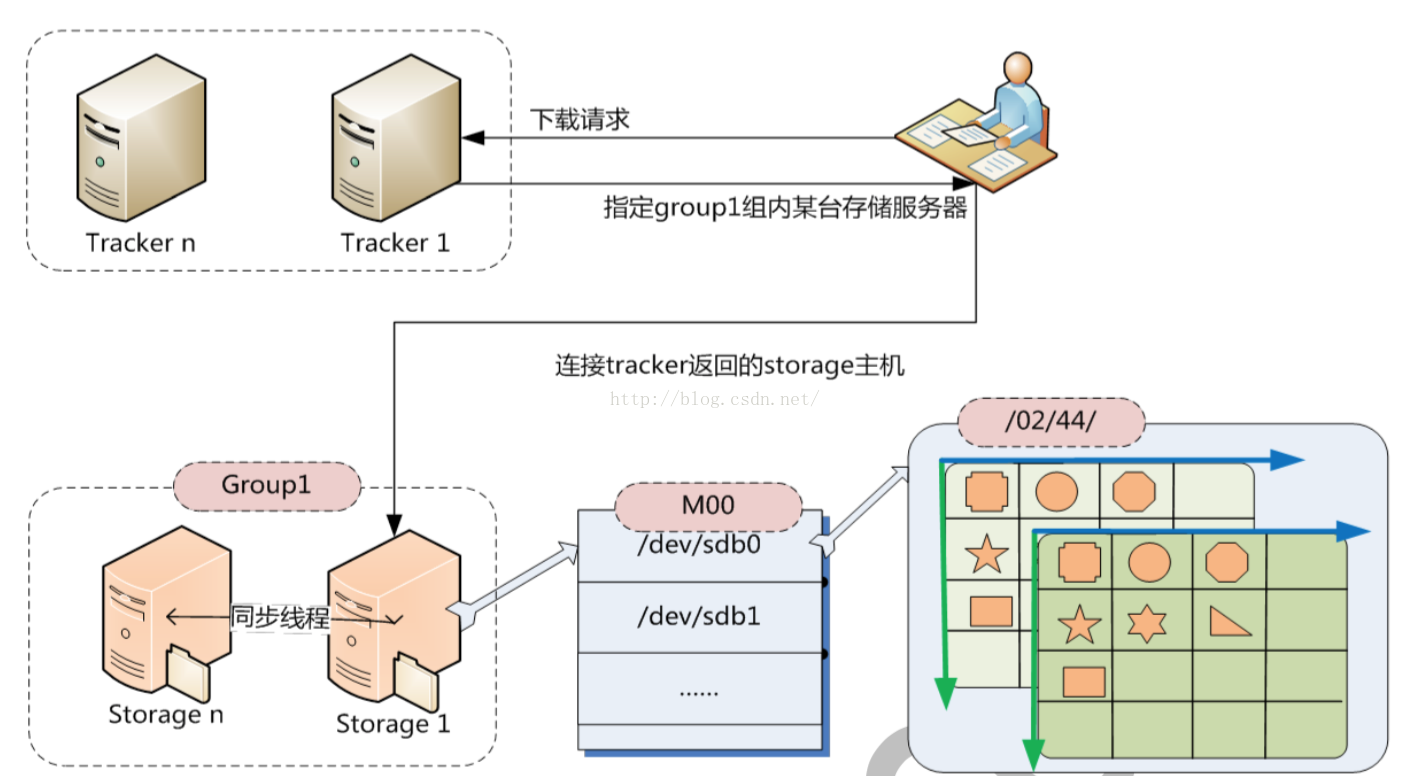 下载请求
指定group1组内某台存储服务器
Tracker n
Tracker 1
连接tracker返回的storage主机
http://blog.csdn.net/
/02/44/
Group1
M00
/dev/sdb0
同步线程
/dev/sdb1
......
Storage n
Storage 1